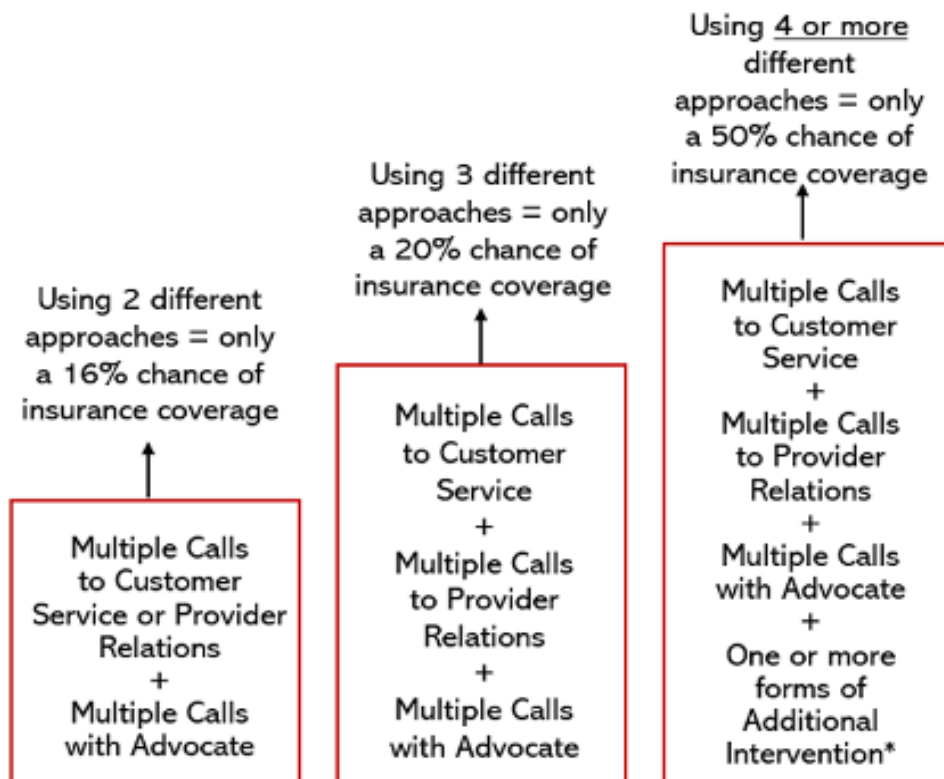 Using 2 different
approaches = only
a 16% chance of
insurance coverage
Multiple Calls
to Customer
Service or Provider
Relations
+
Multiple Calls
with Advocate
Using 3 different
approaches = only
a 20% chance of
insurance coverage
Multiple Calls
to Customer
Service
+
Multiple Calls
to Provider
Relations
+
Multiple Calls
with Advocate
Using 4 or more
different
approaches = only
a 50% chance of
insurance coverage
Multiple Calls
to Customer
Service
+
Multiple Calls
to Provider
Relations
+
Multiple Calls
with Advocate
+
One or more
forms of
Additional
Intervention*